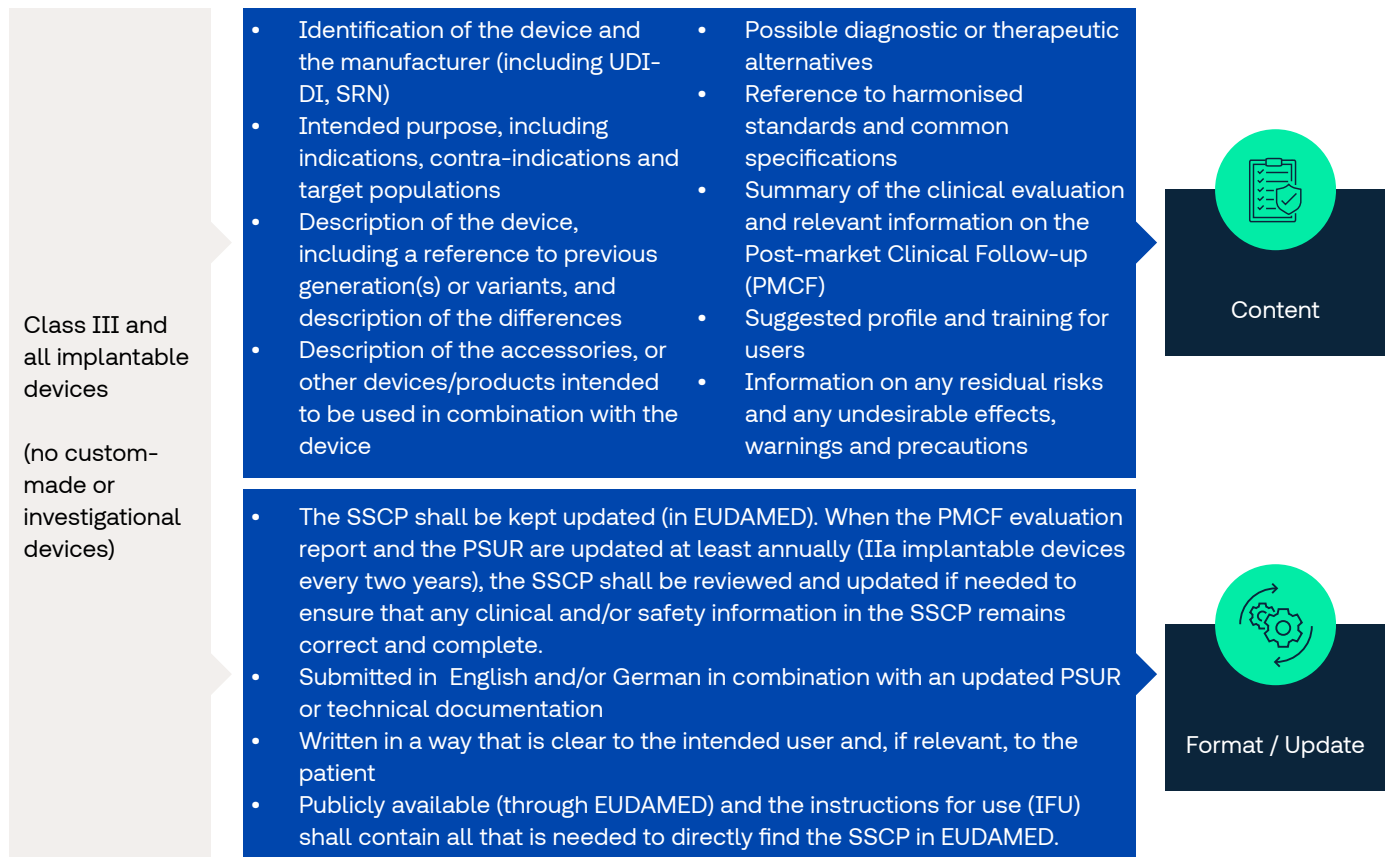 Class III and
all implantable
devices
(no custom-
made or
investigational
devices)
• Identification of the device and
the manufacturer (including UDI-
DI, SRN)
• Intended purpose, including
indications, contra-indications and
target populations
• Description of the device,
including a reference to previous
generation(s) or variants, and
description of the differences
• Description of the accessories, or
other devices/products intended
to be used in combination with the
device
• Possible diagnostic or therapeutic
alternatives
• Reference to harmonised
standards and common
specifications
• Summary of the clinical evaluation
and relevant information on the
Post-market Clinical Follow-up
(PMCF)
• Suggested profile and training for
users
• Information on any residual risks
and any undesirable effects,
warnings and precautions
Content
• The SSCP shall be kept updated (in EUDAMED). When the PMCF evaluation
report and the PSUR are updated at least annually (IIa implantable devices
every two years), the SSCP shall be reviewed and updated if needed to
ensure that any clinical and/or safety information in the SSCP remains
correct and complete.
• Submitted in  English and/or German in combination with an updated PSUR
or technical documentation
• Written in a way that is clear to the intended user and, if relevant, to the
patient
• Publicly available (through EUDAMED) and the instructions for use (IFU)
shall contain all that is needed to directly find the SSCP in EUDAMED.
Format / Update